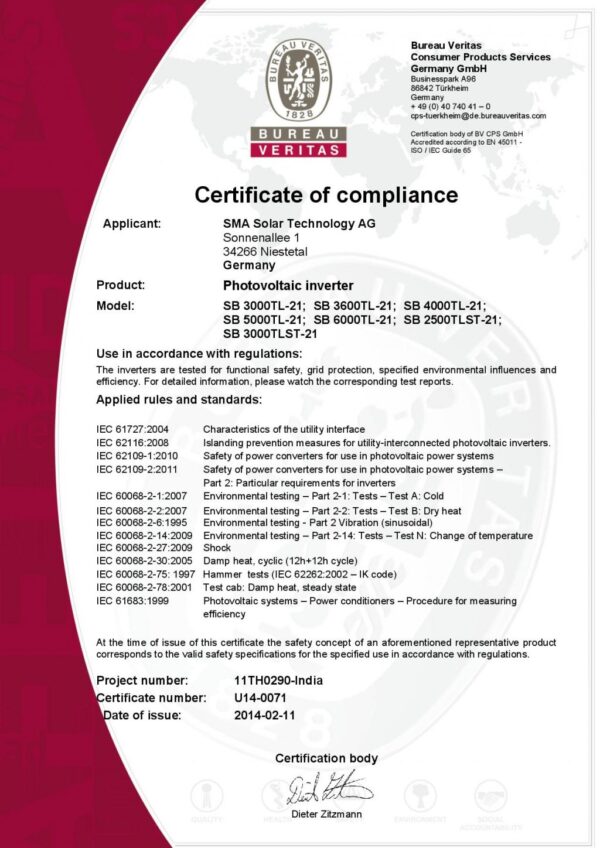 BUREAU VERITAS
1828
BUREAU
VERITAS
Bureau Veritas
Consumer Products Services
Germany GmbH
Businesspark A96
86842 Türkheim
Germany
+ 49 (0) 40 740 41 – 0
cps-tuerkheim@de.bureauveritas.com
Certification body of BV CPS GmbH
Accredited according to EN 45011 -
ISO / IEC Guide 65
Certificate of compliance
Applicant: SMA Solar Technology AG
Sonnenallee 1
34266 Niestetal
Germany
Product: Photovoltaic inverter
Model: SB 3000TL-21; SB 3600TL-21; SB 4000TL-21;
SB 5000TL-21; SB 6000TL-21; SB 2500TLST-21;
SB 3000TLST-21
Use in accordance with regulations:
The inverters are tested for functional safety, grid protection, specified environmental influences and
efficiency. For detailed information, please watch the corresponding test reports.
Applied rules and standards:
IEC 61727:2004 Characteristics of the utility interface
IEC 62116:2008 Islanding prevention measures for utility-interconnected photovoltaic inverters.
IEC 62109-1:2010 Safety of power converters for use in photovoltaic power systems
IEC 62109-2:2011 Safety of power converters for use in photovoltaic power systems –
Part 2: Particular requirements for inverters
IEC 60068-2-1:2007 Environmental testing – Part 2-1: Tests – Test A: Cold
IEC 60068-2-2:2007 Environmental testing – Part 2-2: Tests – Test B: Dry heat
IEC 60068-2-6:1995 Environmental testing - Part 2 Vibration (sinusoidal)
IEC 60068-2-14:2009 Environmental testing – Part 2-14: Tests – Test N: Change of temperature
IEC 60068-2-27:2009 Shock
IEC 60068-2-30:2005 Damp heat, cyclic (12h+12h cycle)
IEC 60068-2-75: 1997 Hammer tests (IEC 62262:2002 – IK code)
IEC 60068-2-78:2001 Test cab: Damp heat, steady state
IEC 61683:1999 Photovoltaic systems – Power conditioners – Procedure for measuring
efficiency
At the time of issue of this certificate the safety concept of an aforementioned representative product
corresponds to the valid safety specifications for the specified use in accordance with regulations.
Project number: 11TH0290-India
Certificate number: U14-0071
Date of issue: 2014-02-11
Certification body
Dieter Zitzmann
QUALITY
ENVIRONMENT
SOCIAL
ACCOUNTABILITY